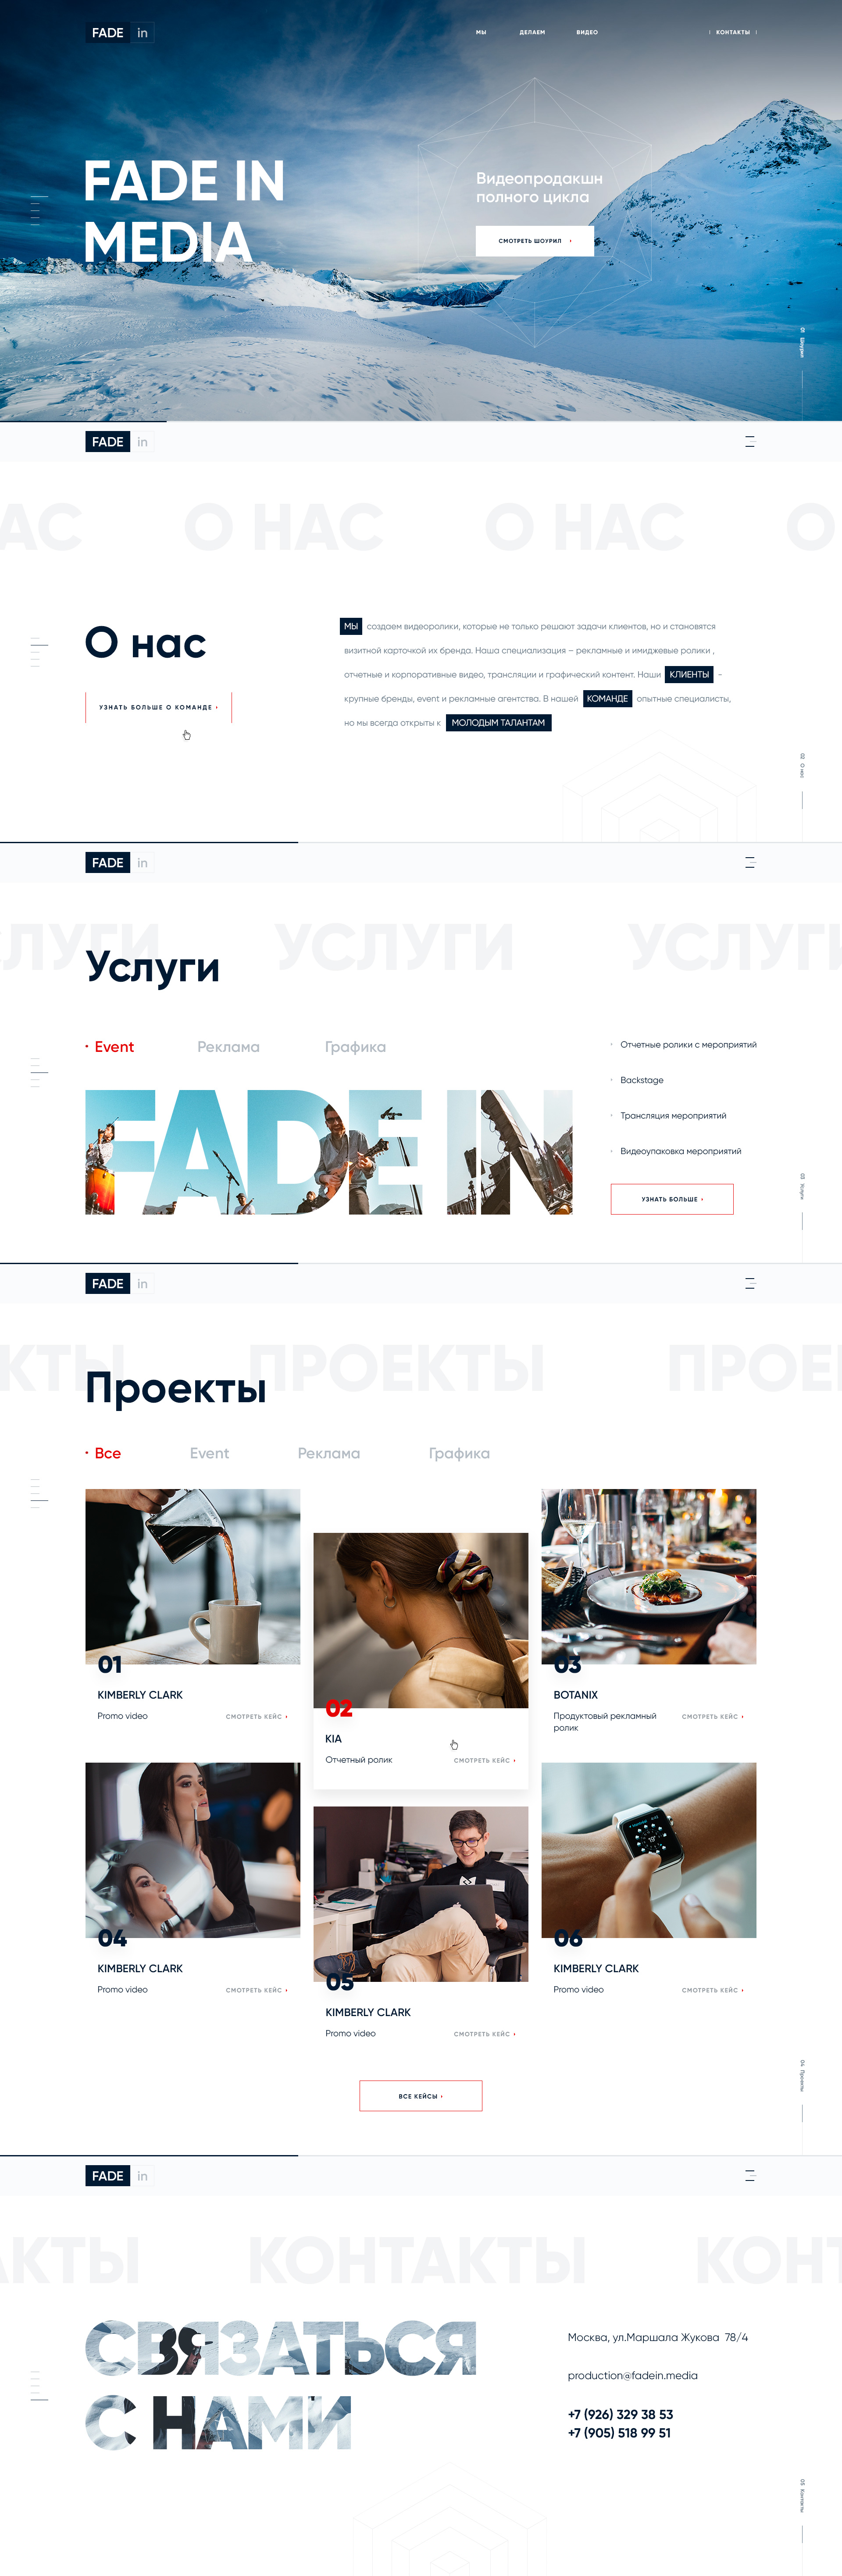 FADE in
МЫ
ДЕЛАЕМ
ВИДЕО
КОНТАКТЫ
FADE IN
MEDIA
Видеопродакшн
полного цикла
СМОТРЕТЬ ШОУРИЛ
01 Шоурил
FADE in
АС О НАС О НАС О
О нас
УЗНАТЬ БОЛЬШЕ О КОМАНДЕ
МЫ создаем видеоролики, которые не только решают задачи клиентов, но и становятся
визитной карточкой их бренда. Наша специализация – рекламные и имиджевые ролики ,
отчетные и корпоративные видео, трансляции и графический контент. Наши КЛИЕНТЫ –
крупные бренды, event и рекламные агентства. В нашей КОМАНДЕ опытные специалисты,
но мы всегда открыты к МОЛОДЫМ ТАЛАНТАМ
02 О нас
FADE in
СЛУГИ УСЛУГИ УСЛУГИ
Услуги
Event
Реклама
Графика
FADE IN
Отчетные ролики с мероприятий
Backstage
Трансляция мероприятий
Видеоупаковка мероприятий
УЗНАТЬ БОЛЬШЕ
03 Услуги
FADE in
КТЫ ПРОЕКТЫ ПРОЕ
Проекты
Все
Event
Реклама
Графика
01
KIMBERLY CLARK
Promo video
СМОТРЕТЬ КЕЙС
02
KIA
Отчетный ролик
СМОТРЕТЬ КЕЙС
03
BOTANIX
Продуктовый рекламный
ролик
СМОТРЕТЬ КЕЙС
04
KIMBERLY CLARK
Promo video
СМОТРЕТЬ КЕЙС
05
KIMBERLY CLARK
Promo video
СМОТРЕТЬ КЕЙС
06
KIMBERLY CLARK
Promo video
СМОТРЕТЬ КЕЙС
ВСЕ КЕЙСЫ
04 Проекты
FADE in
АКТЫ КОНТАКТЫ КОНТ
СВЯЗАТЬСЯ
С НАМИ
Москва, ул.Маршала Жукова 78/4
production@fadein.media
+7 (926) 329 38 53
+7 (905) 518 99 51
05 Контакты